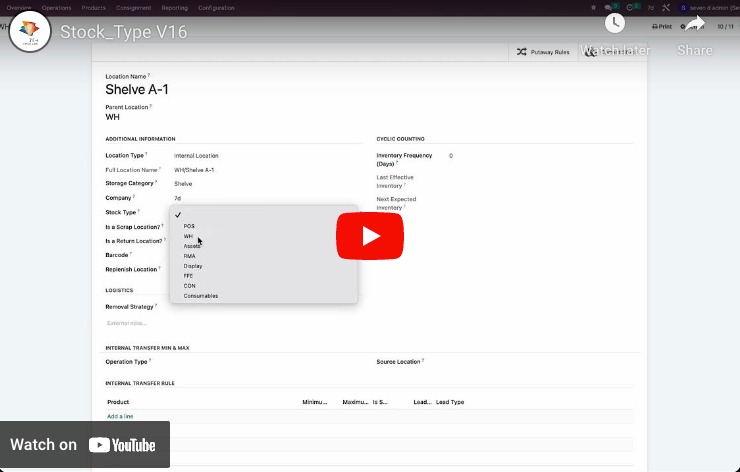 Overview Operations Products Consignment Reporting Configuration
7d
seven d'admin (Se
Stock_Type V16
Print
10 / 11
Watch later
Share
Putaway Rules
Location Name ?
Shelve A-1
Parent Location ?
WH
ADDITIONAL INFORMATION
CYCLIC COUNTING
Location Type ? Internal Location
Inventory Frequency (Days) ? 0
Full Location Name ? WH/Shelve A-1
Last Effective Inventory ?
Storage Category ? Shelve
Company ? 7d
Next Expected Inventory ?
Stock Type ?
Is a Scrap Location? ?
POS
WH
Is a Return Location? ?
Assets
Barcode ?
RMA
Replenish Location ?
Display
FFE
CON
LOGISTICS
Consumables
Removal Strategy ?
External note...
INTERNAL TRANSFER MIN & MAX
Operation Type ?
Source Location ?
INTERNAL TRANSFER RULE
Product Minimu... Maximu... Is S... Lead... Lead Type
Add a line
Watch on YouTube